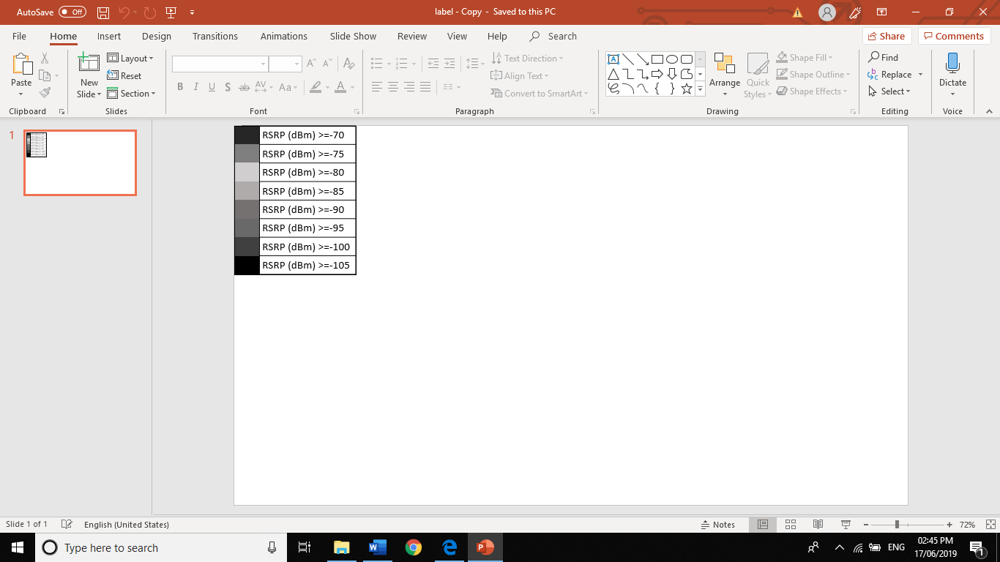 AutoSave Off label - Copy - Saved to this PC
File Home Insert Design Transitions Animations Slide Show Review View Help Search Share Comments
Paste
Clipboard
New Slide
Layout
Reset
Section
Slides
B I U S ab AV Aa A
Font
Text Direction
Align Text
Convert to SmartArt
Paragraph
Arrange
Quick Styles
Shape Fill
Shape Outline
Shape Effects
Drawing
Find
Replace
Select
Editing
Dictate
Voice
1
RSRP (dBm) >=-70
RSRP (dBm) >=-75
RSRP (dBm) >=-80
RSRP (dBm) >=-85
RSRP (dBm) >=-90
RSRP (dBm) >=-95
RSRP (dBm) >=-100
RSRP (dBm) >=-105
Slide 1 of 1 English (United States) Notes 72%
Type here to search ENG 02:45 PM
17/06/2019 1